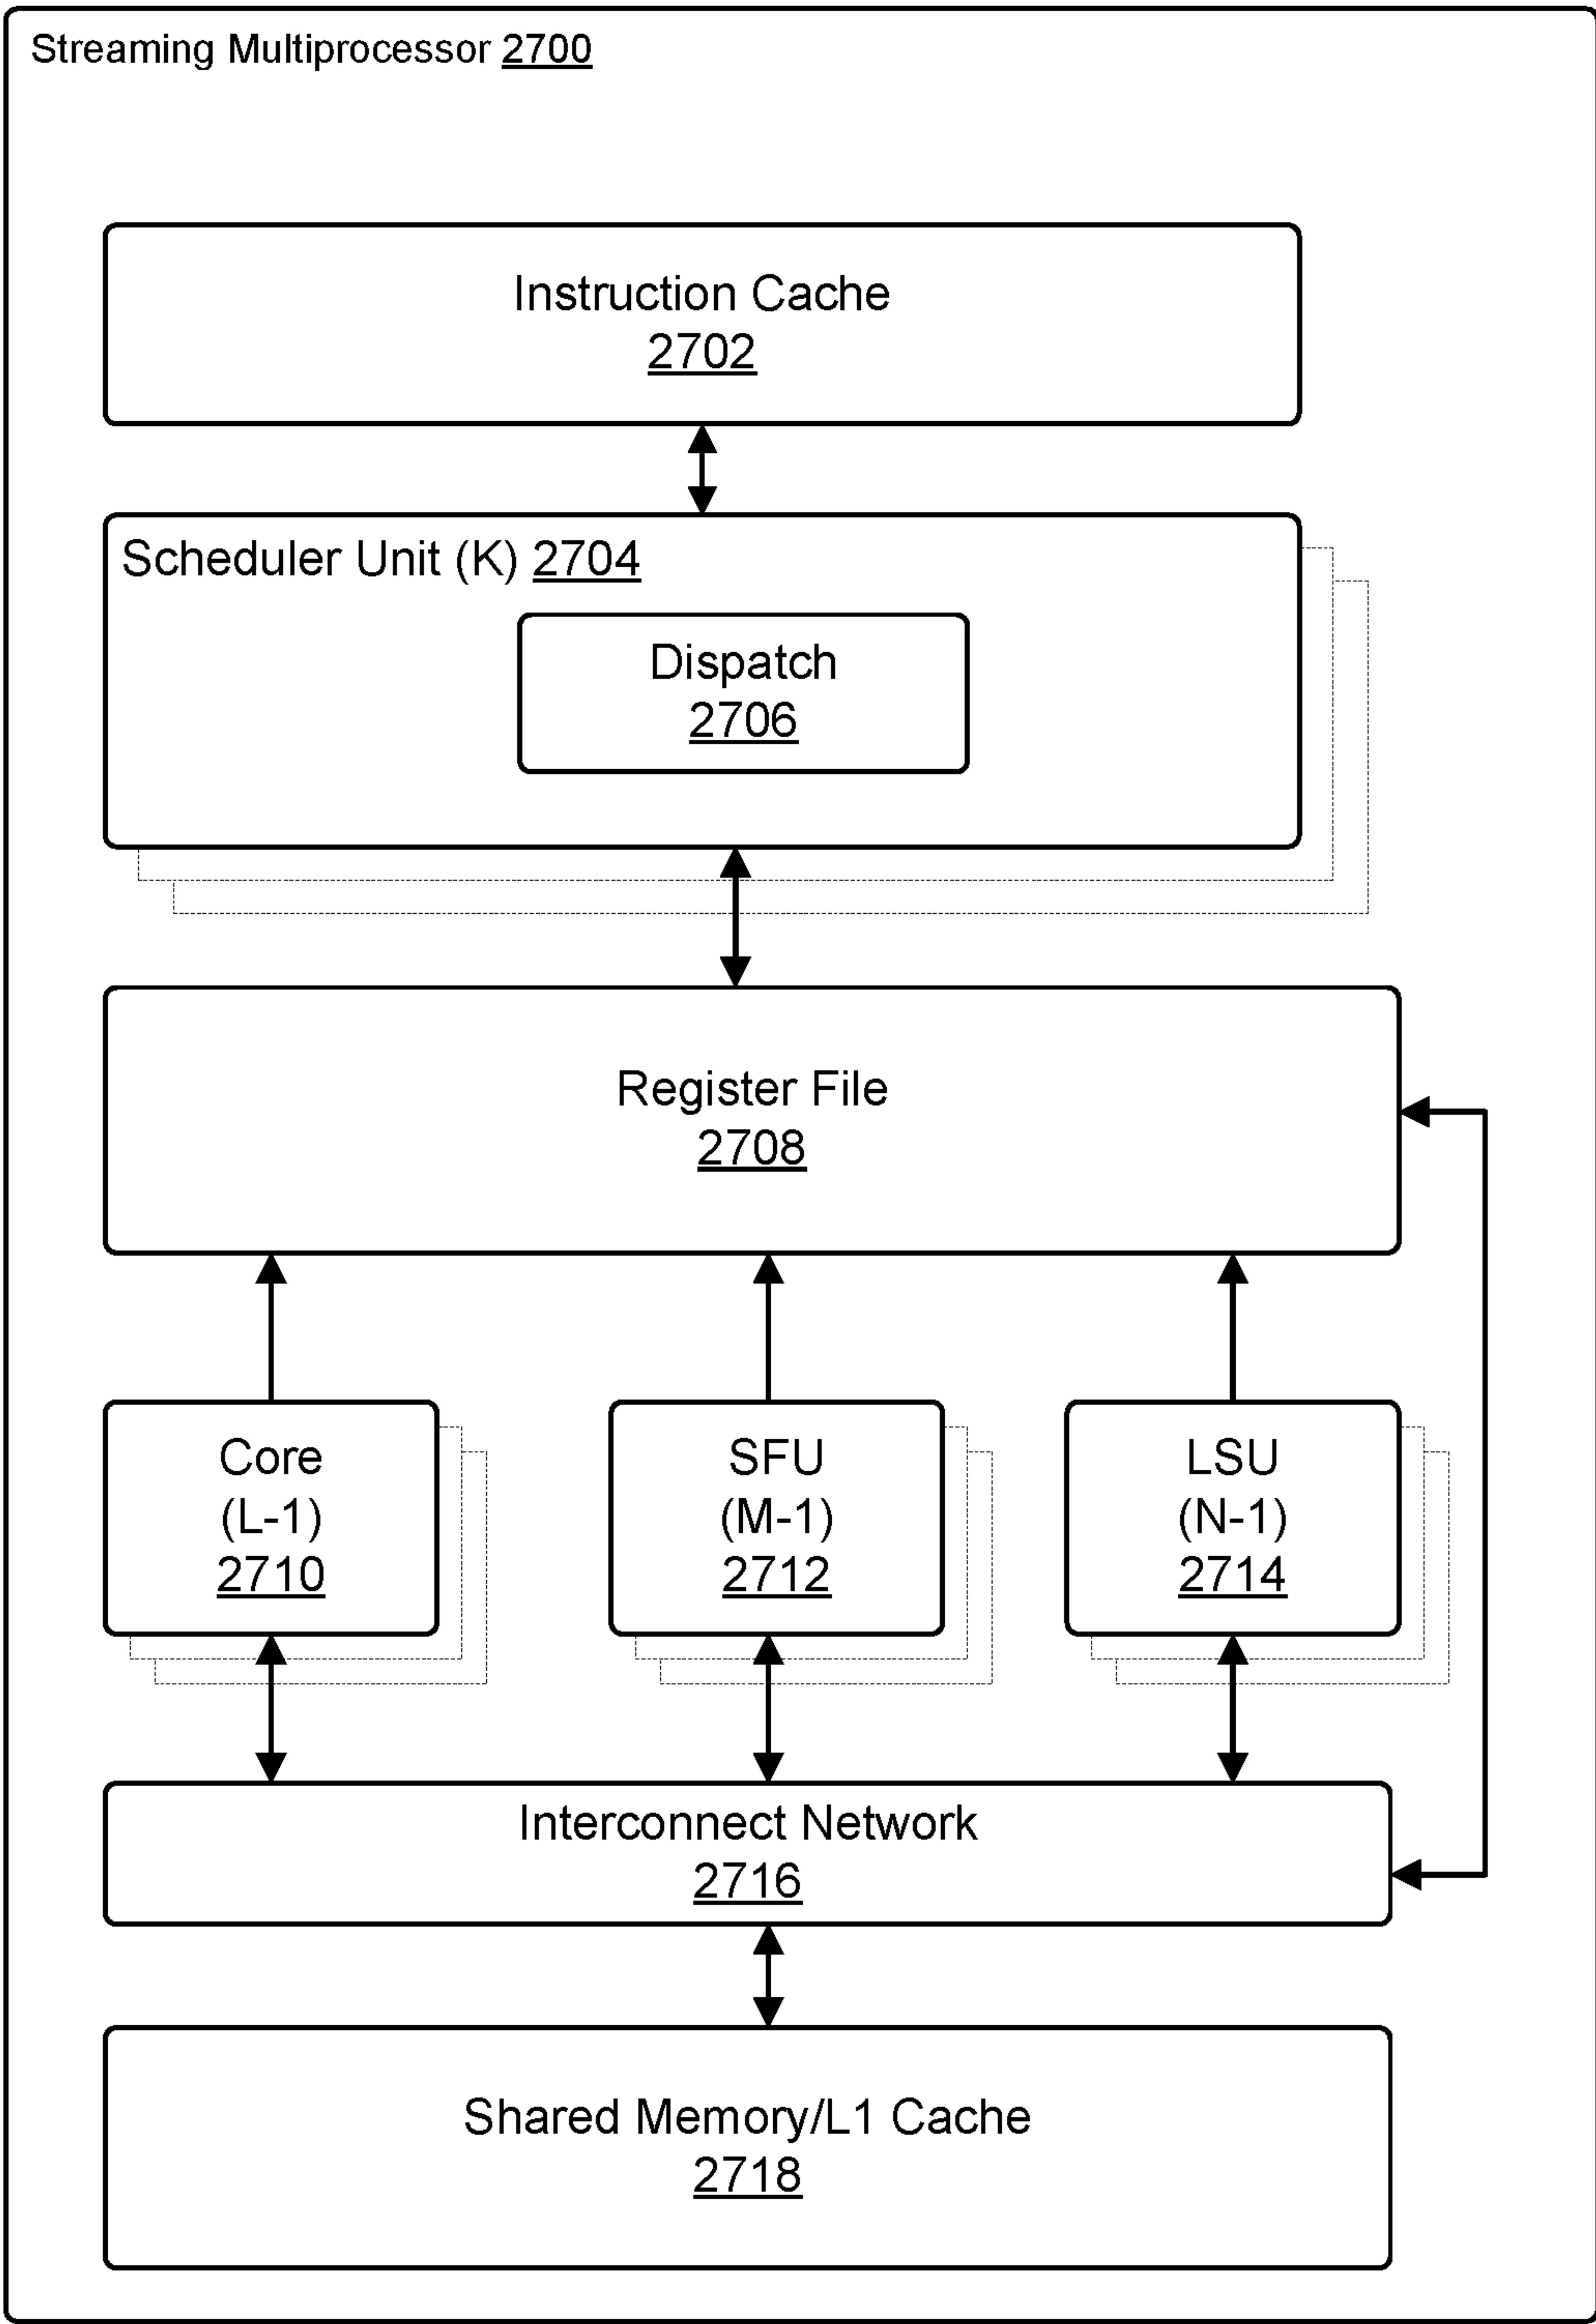 Streaming Multiprocessor 2700
Instruction Cache
2702
Scheduler Unit (K) 2704
Dispatch
2706
Register File
2708
Core
(L-1)
2710
SFU
(M-1)
2712
LSU
(N-1)
2714
Interconnect Network
2716
Shared Memory/L1 Cache
2718